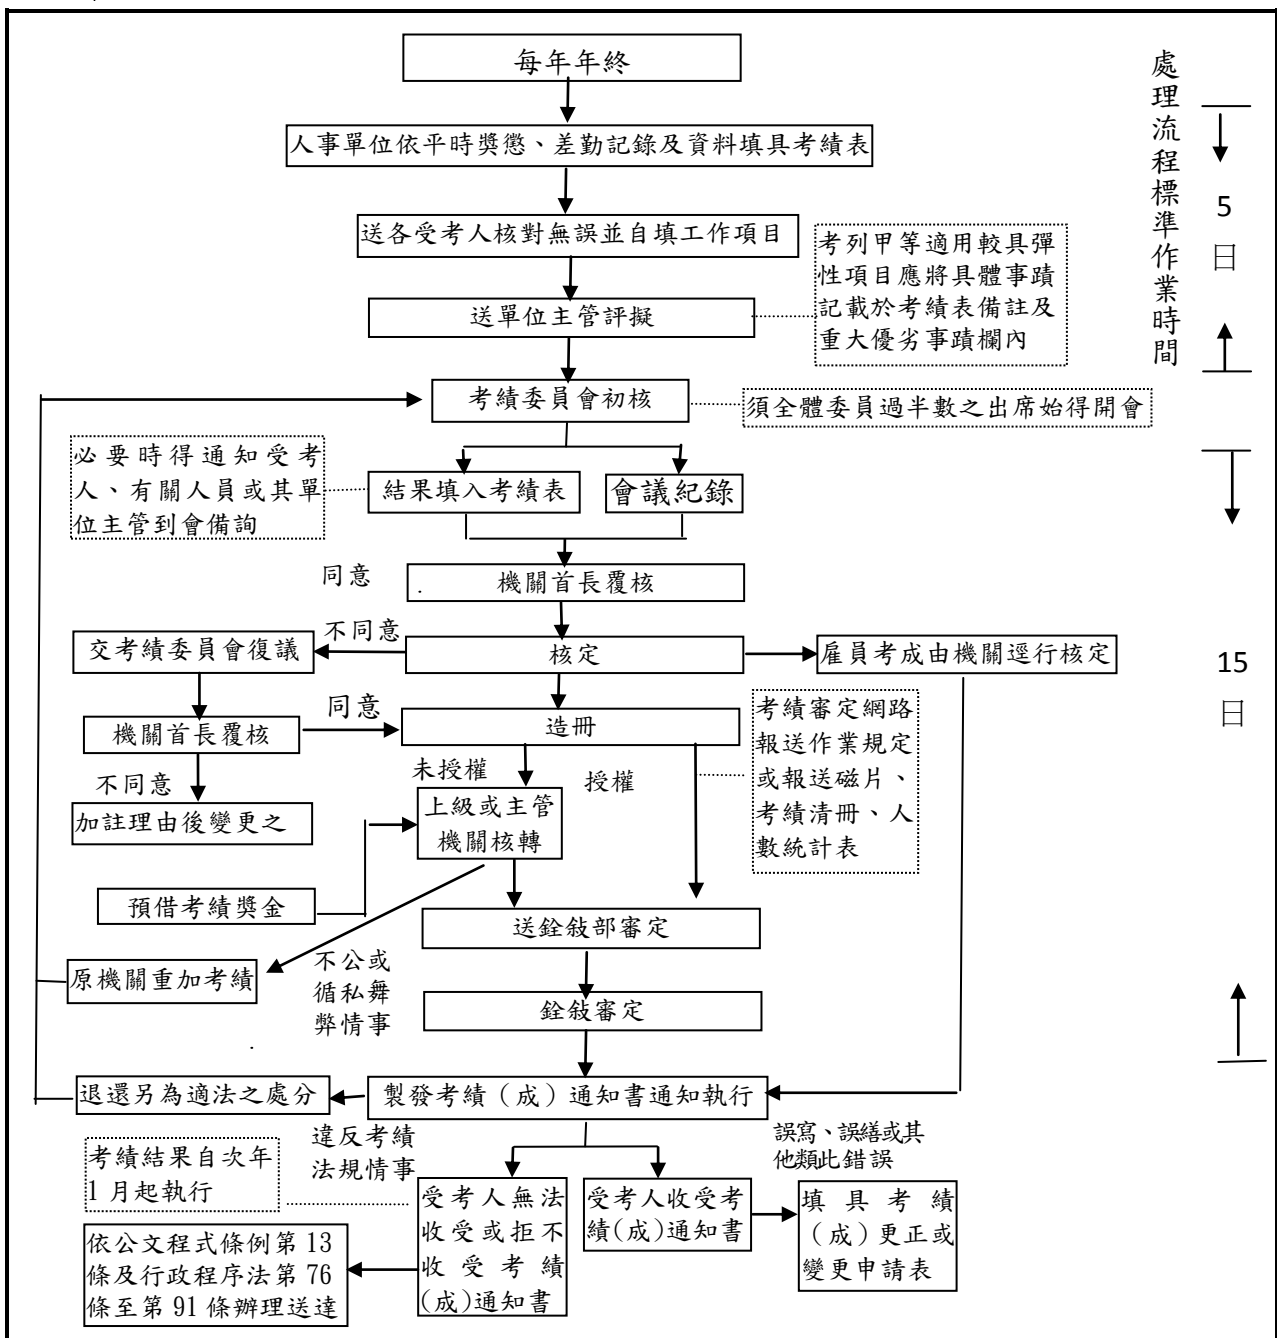 每年年終
處理流程標準作業時間
人事單位依平時獎懲、差勤記錄及資料填具考績表
5
日
送各受考人核對無誤並自填工作項目
考列甲等適用較具彈
性項目應將具體事蹟
記載於考績表備註及
重大優劣事蹟欄內
送單位主管評擬
考績委員會初核
須全體委員過半數之出席始得開會
必要時得通知受考
人、有關人員或其單
位主管到會備詢
結果填入考績表
會議紀錄
同意
機關首長覆核
不同意
交考績委員會復議
核定
雇員考成由機關逕行核定
15
日
機關首長覆核
同意
造冊
考績審定網路
報送作業規定
或報送磁片、
考績清冊、人
數統計表
不同意
未授權
授權
加註理由後變更之
上級或主管
機關核轉
預借考績獎金
送銓敍部審定
原機關重加考績
不公或
循私舞
弊情事
銓敍審定
退還另為適法之處分
製發考績（成）通知書通知執行
違反考績
法規情事
誤寫、誤繕或其
他類此錯誤
考績結果自次年
1月起執行
受考人無法
收受或拒不
收受考績
(成)通知書
受考人收受考
績(成)通知書
填具考績
（成）更正或
變更申請表
依公文程式條例第 13
條及行政程序法第 76
條至第 91 條辦理送達